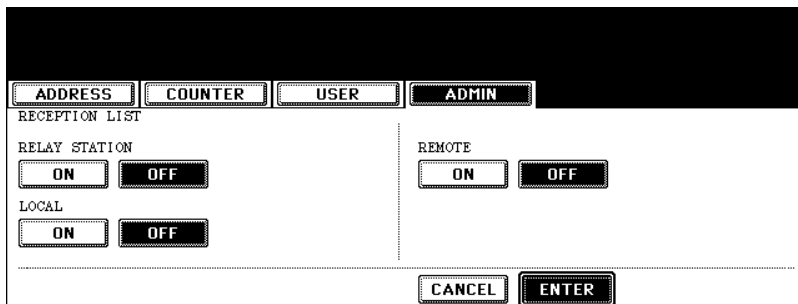 ADDRESS COUNTER USER ADMIN
RECEPTION LIST
RELAY STATION REMOTE
ON OFF ON OFF
LOCAL
ON OFF
CANCEL ENTER